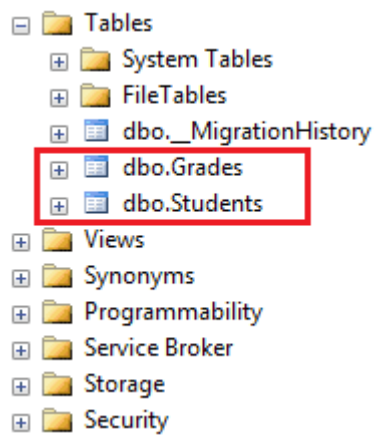 Tables
System Tables
FileTables
dbo.__MigrationHistory
dbo.Grades
dbo.Students
Views
Synonyms
Programmability
Service Broker
Storage
Security